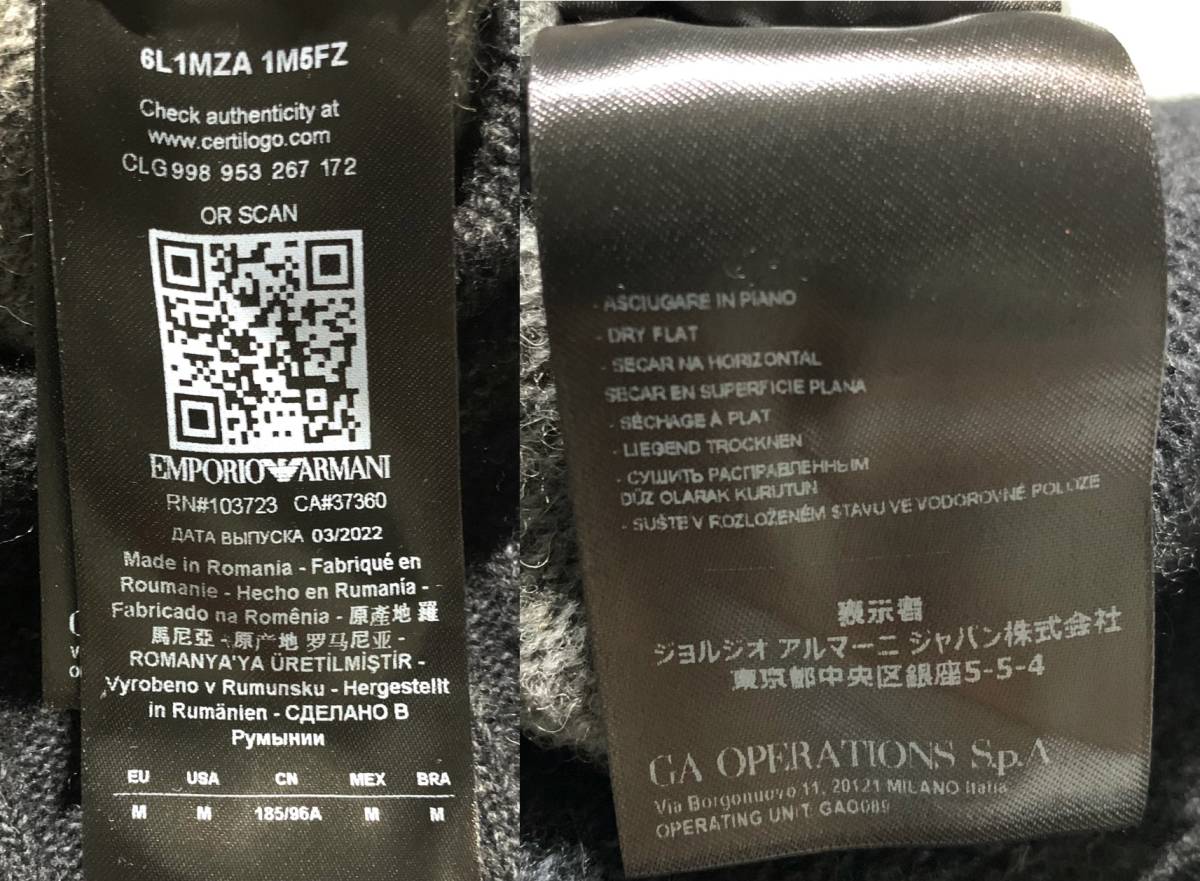 6L1MZA 1M5FZ
Check authenticity at
www.certilogo.com
CLG 998 953 267 172
OR SCAN
EMPORIO ARMANI
RN#103723 CA#37360
ДАТА ВЫПУСКА 03/2022
Made in Romania - Fabriqué en
Roumanie - Hecho en Rumanía -
Fabricado na Romênia - 原產地 羅
馬尼亞 - 原产地 罗马尼亚 -
ROMANYA'YA ÜRETİLMİŞTİR -
Vyrobeno v Rumunsku - Hergestellt
in Rumänien - СДЕЛАНО В
Румынии
EU USA CN MEX BRA
M M 185/96A M M
- ASCIUGARE IN PIANO
- DRY FLAT
- SECAR NA HORIZONTAL
SECAR EN SUPERFICIE PLANA
- SÉCHAGE À PLAT
- LIEGEND TROCKNEN
- СУШИТЬ РАСПРАВЛЕННЫМ
DÜZ OLARAK KURUTUN
- SUŠTE V ROZLOŽENÉM STAVU VE VODOROVNÉ POLOZE
表示者
ジョルジオ アルマーニ ジャパン株式会社
東京都中央区銀座5-5-4
GA OPERATIONS S.p.A
Via Borgonuovo 11, 20121 MILANO Italia
OPERATING UNIT GAO089